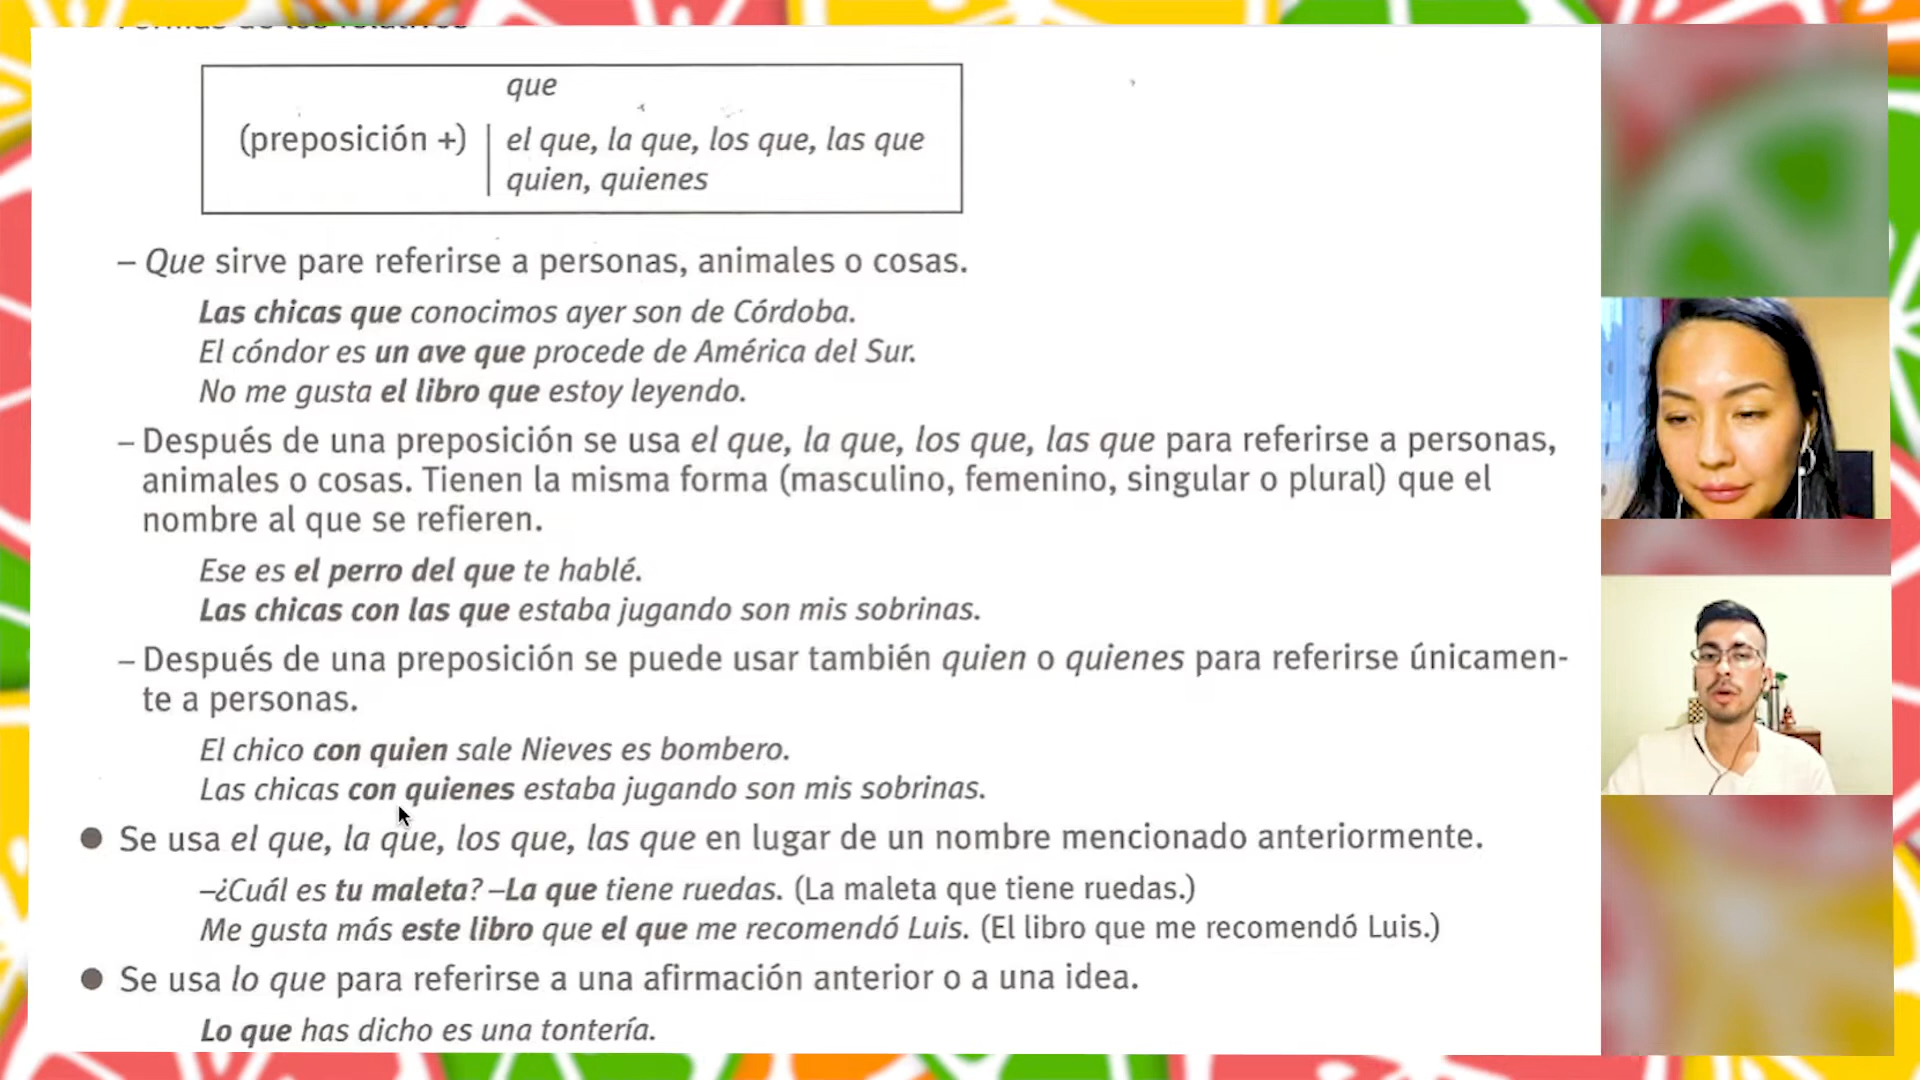 Formas de los relativos
que
(preposición +) el que, la que, los que, las que
quien, quienes
– Que sirve pare referirse a personas, animales o cosas.
Las chicas que conocimos ayer son de Córdoba.
El cóndor es un ave que procede de América del Sur.
No me gusta el libro que estoy leyendo.
– Después de una preposición se usa el que, la que, los que, las que para referirse a personas,
animales o cosas. Tienen la misma forma (masculino, femenino, singular o plural) que el
nombre al que se refieren.
Ese es el perro del que te hablé.
Las chicas con las que estaba jugando son mis sobrinas.
– Después de una preposición se puede usar también quien o quienes para referirse únicamen-
te a personas.
El chico con quien sale Nieves es bombero.
Las chicas con quienes estaba jugando son mis sobrinas.
● Se usa el que, la que, los que, las que en lugar de un nombre mencionado anteriormente.
–¿Cuál es tu maleta? –La que tiene ruedas. (La maleta que tiene ruedas.)
Me gusta más este libro que el que me recomendó Luis. (El libro que me recomendó Luis.)
● Se usa lo que para referirse a una afirmación anterior o a una idea.
Lo que has dicho es una tontería.